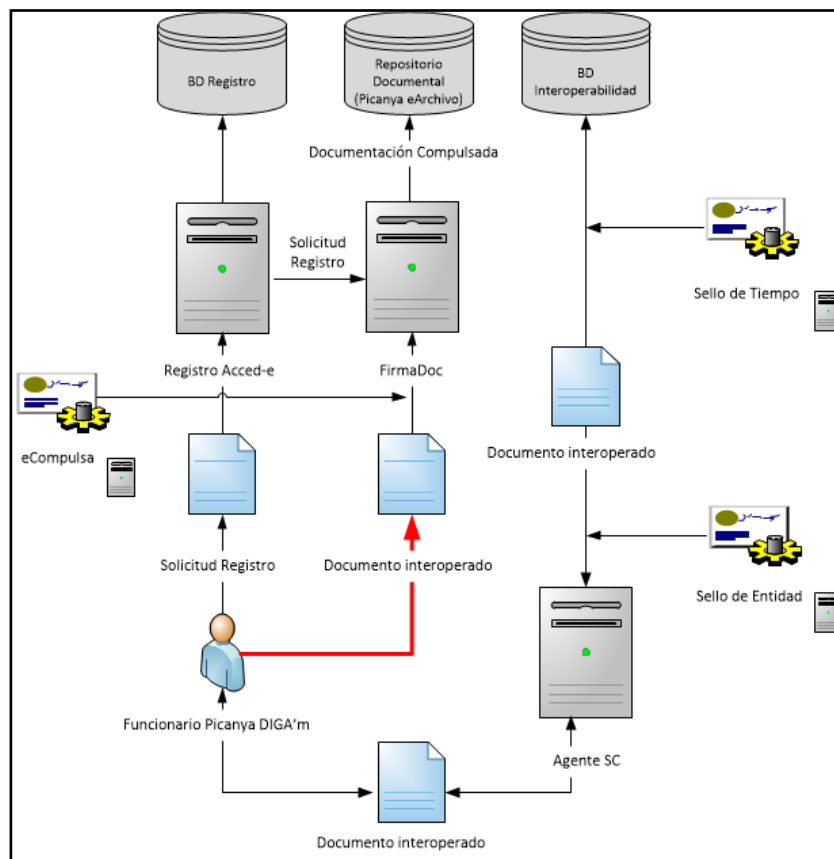 BD Registro
Repositorio
Documental
(Picanya eArchivo)
BD
Interoperabilidad
Documentación Compulsada
Solicitud
Registro
Sello de Tiempo
Registro Acced-e
FirmaDoc
eCompulsa
Documento interoperado
Solicitud Registro
Documento interoperado
Sello de Entidad
Funcionario Picanya DIGA'm
Agente SC
Documento interoperado